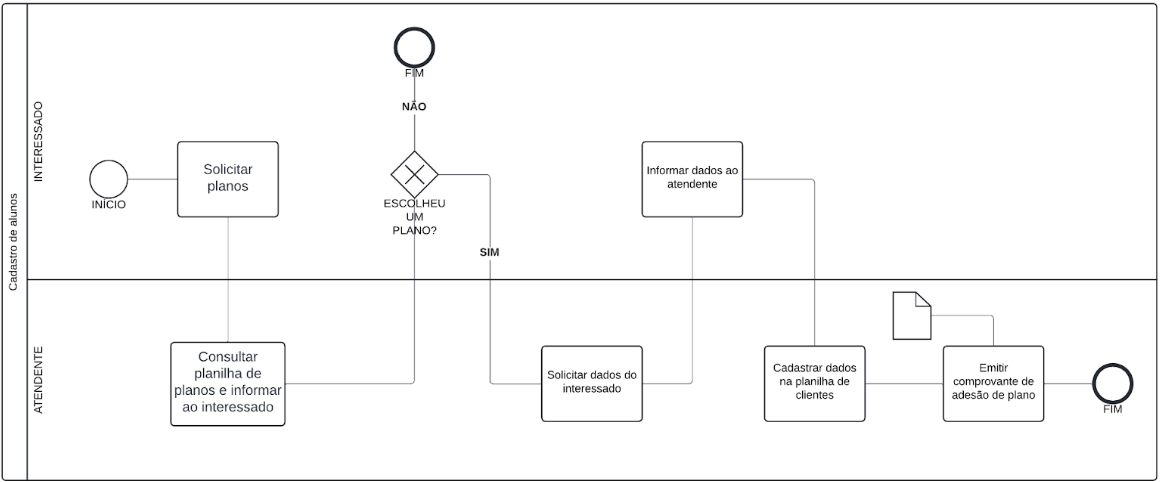 Cadastro de alunos
INTERESSADO
INÍCIO
Solicitar
planos
FIM
NÃO
ESCOLHEU
UM
PLANO?
SIM
Informar dados ao
atendente
ATENDENTE
Consultar
planilha de
planos e informar
ao interessado
Solicitar dados do
interessado
Cadastrar dados
na planilha de
clientes
Emitir
comprovante de
adesão de plano
FIM